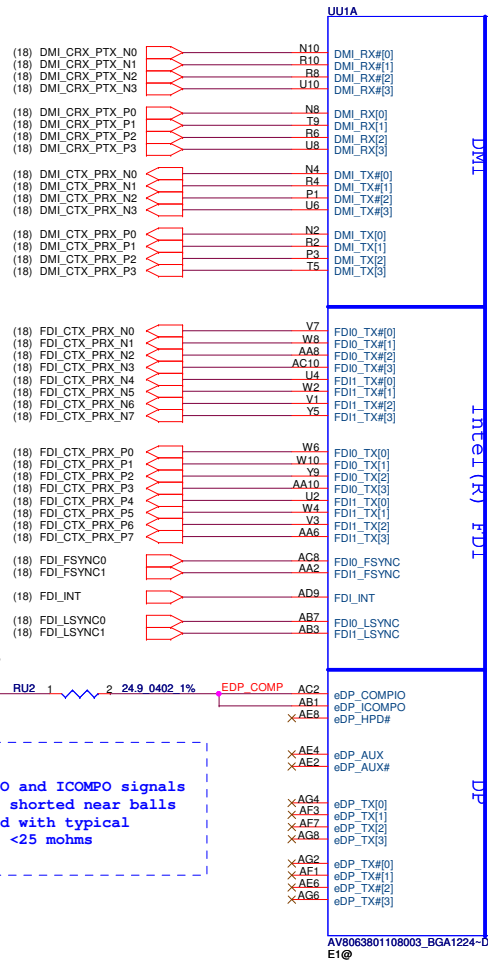 UU1A
(18) DMI_CRX_PTX_N0 N10 DMI_RX#[0]
(18) DMI_CRX_PTX_N1 R10 DMI_RX#[1]
(18) DMI_CRX_PTX_N2 R8 DMI_RX#[2]
(18) DMI_CRX_PTX_N3 U10 DMI_RX#[3]
(18) DMI_CRX_PTX_P0 N8 DMI_RX[0]
(18) DMI_CRX_PTX_P1 T9 DMI_RX[1]
(18) DMI_CRX_PTX_P2 R6 DMI_RX[2]
(18) DMI_CRX_PTX_P3 U8 DMI_RX[3]
DMI
(18) DMI_CTX_PRX_N0 N4 DMI_TX#[0]
(18) DMI_CTX_PRX_N1 R4 DMI_TX#[1]
(18) DMI_CTX_PRX_N2 P1 DMI_TX#[2]
(18) DMI_CTX_PRX_N3 U6 DMI_TX#[3]
(18) DMI_CTX_PRX_P0 N2 DMI_TX[0]
(18) DMI_CTX_PRX_P1 R2 DMI_TX[1]
(18) DMI_CTX_PRX_P2 P3 DMI_TX[2]
(18) DMI_CTX_PRX_P3 T5 DMI_TX[3]
(18) FDI_CTX_PRX_N0 V7 FDI0_TX#[0]
(18) FDI_CTX_PRX_N1 W8 FDI0_TX#[1]
(18) FDI_CTX_PRX_N2 AA8 FDI0_TX#[2]
(18) FDI_CTX_PRX_N3 AC10 FDI0_TX#[3]
(18) FDI_CTX_PRX_N4 U4 FDI1_TX#[0]
(18) FDI_CTX_PRX_N5 W2 FDI1_TX#[1]
(18) FDI_CTX_PRX_N6 V1 FDI1_TX#[2]
(18) FDI_CTX_PRX_N7 Y5 FDI1_TX#[3]
Intel(R) FDI
(18) FDI_CTX_PRX_P0 W6 FDI0_TX[0]
(18) FDI_CTX_PRX_P1 W10 FDI0_TX[1]
(18) FDI_CTX_PRX_P2 Y9 FDI0_TX[2]
(18) FDI_CTX_PRX_P3 AA10 FDI0_TX[3]
(18) FDI_CTX_PRX_P4 U2 FDI1_TX[0]
(18) FDI_CTX_PRX_P5 W4 FDI1_TX[1]
(18) FDI_CTX_PRX_P6 V3 FDI1_TX[2]
(18) FDI_CTX_PRX_P7 AA6 FDI1_TX[3]
(18) FDI_FSYNC0 AC8 FDI0_FSYNC
(18) FDI_FSYNC1 AA2 FDI1_FSYNC
(18) FDI_INT AD9 FDI_INT
(18) FDI_LSYNC0 AB7 FDI0_LSYNC
(18) FDI_LSYNC1 AB3 FDI1_LSYNC
RU2 1 2 24.9_0402_1% EDP_COMP AC2 eDP_COMPIO
AB1 eDP_ICOMPO
AE8 eDP_HPD#
AE4 eDP_AUX
AE2 eDP_AUX#
DP
O and ICOMPO signals
shorted near balls
d with typical
<25 mohms
AG4 eDP_TX[0]
AF3 eDP_TX[1]
AF7 eDP_TX[2]
AG8 eDP_TX[3]
AG2 eDP_TX#[0]
AF1 eDP_TX#[1]
AE6 eDP_TX#[2]
AG6 eDP_TX#[3]
AV8063801108003_BGA1224~D
E1@